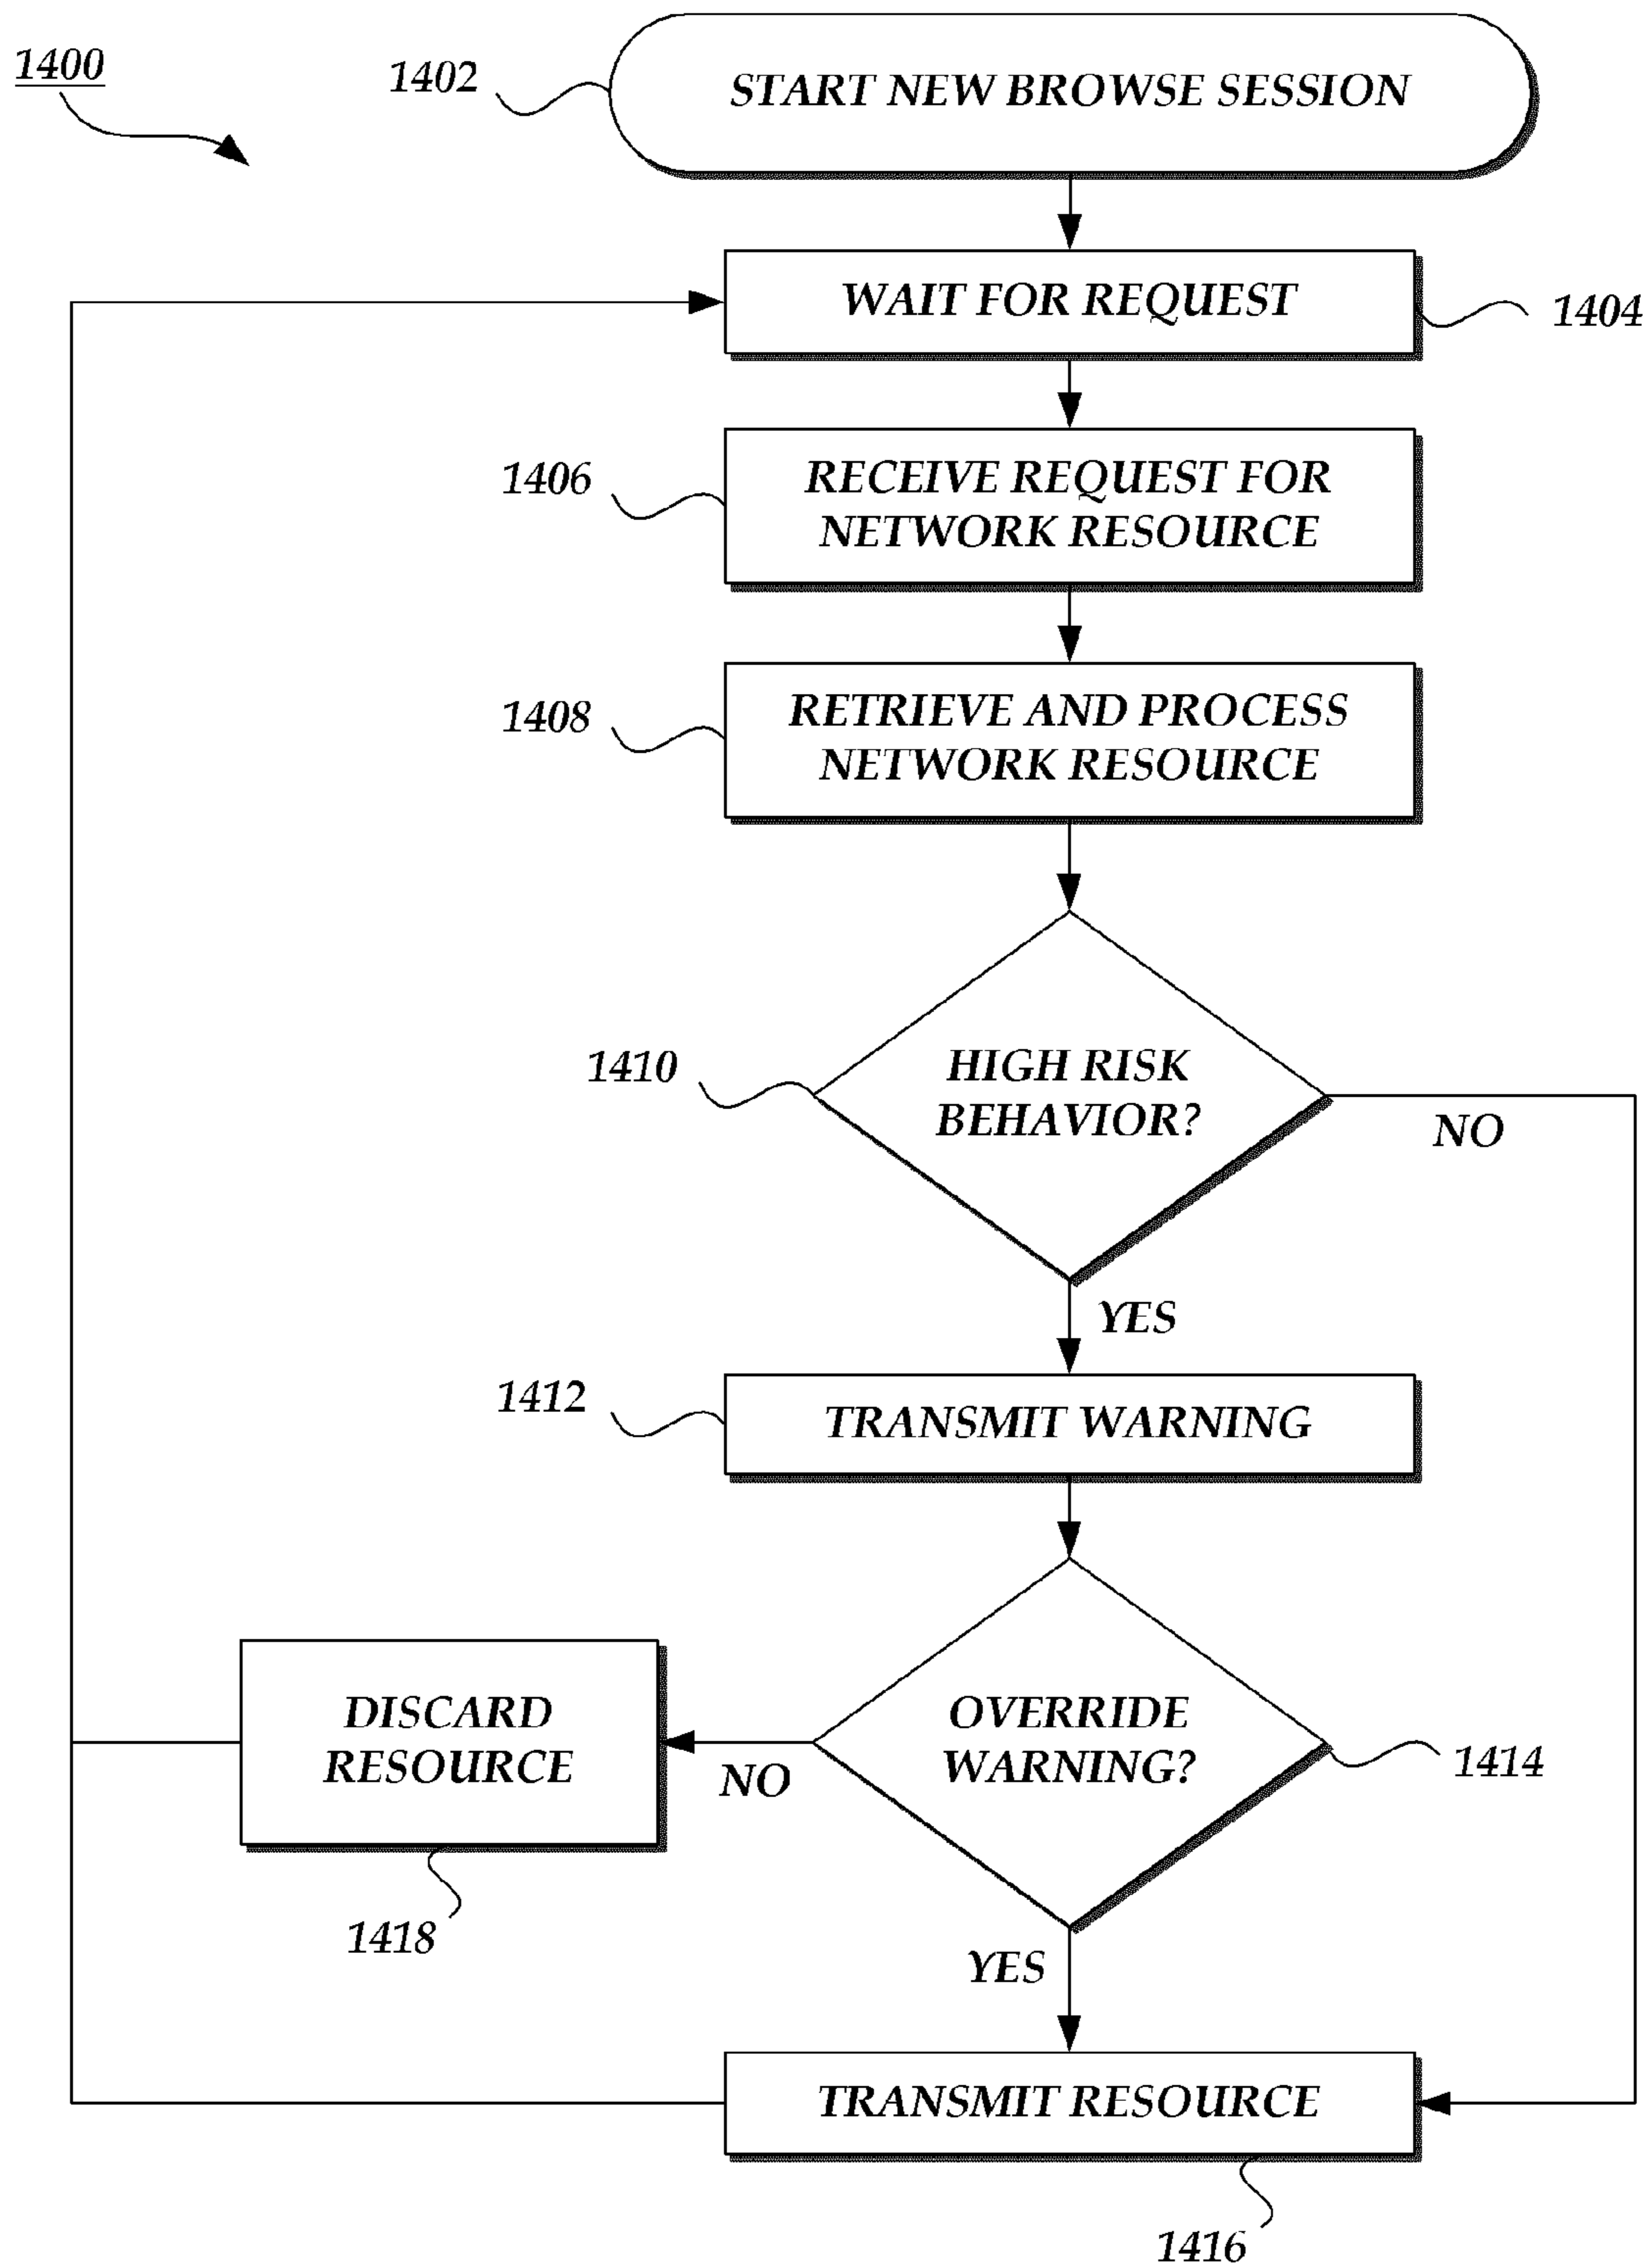 1400
1402
START NEW BROWSE SESSION
WAIT FOR REQUEST
1404
1406
RECEIVE REQUEST FOR
NETWORK RESOURCE
1408
RETRIEVE AND PROCESS
NETWORK RESOURCE
1410
HIGH RISK
BEHAVIOR?
NO
YES
1412
TRANSMIT WARNING
DISCARD
RESOURCE
1418
NO
OVERRIDE
WARNING?
1414
YES
TRANSMIT RESOURCE
1416